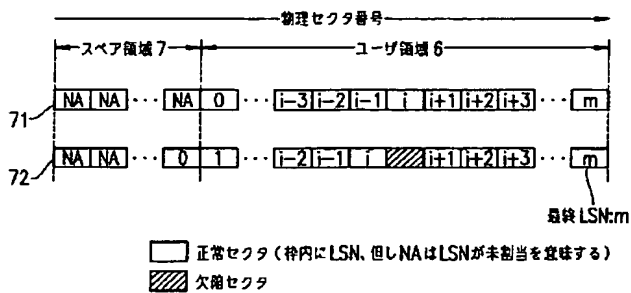 物理セクタ番号
スペア領域7 ユーザ領域6
71 NA NA ··· NA 0 ··· i-3 i-2 i-1 i i+1 i+2 i+3 ··· m
72 NA NA ··· 0 1 ··· i-2 i-1 i i+1 i+2 i+3 ··· m
最終LSN:m
正常セクタ(枠内にLSN、但しNAはLSNが未割当を意味する)
欠陥セクタ